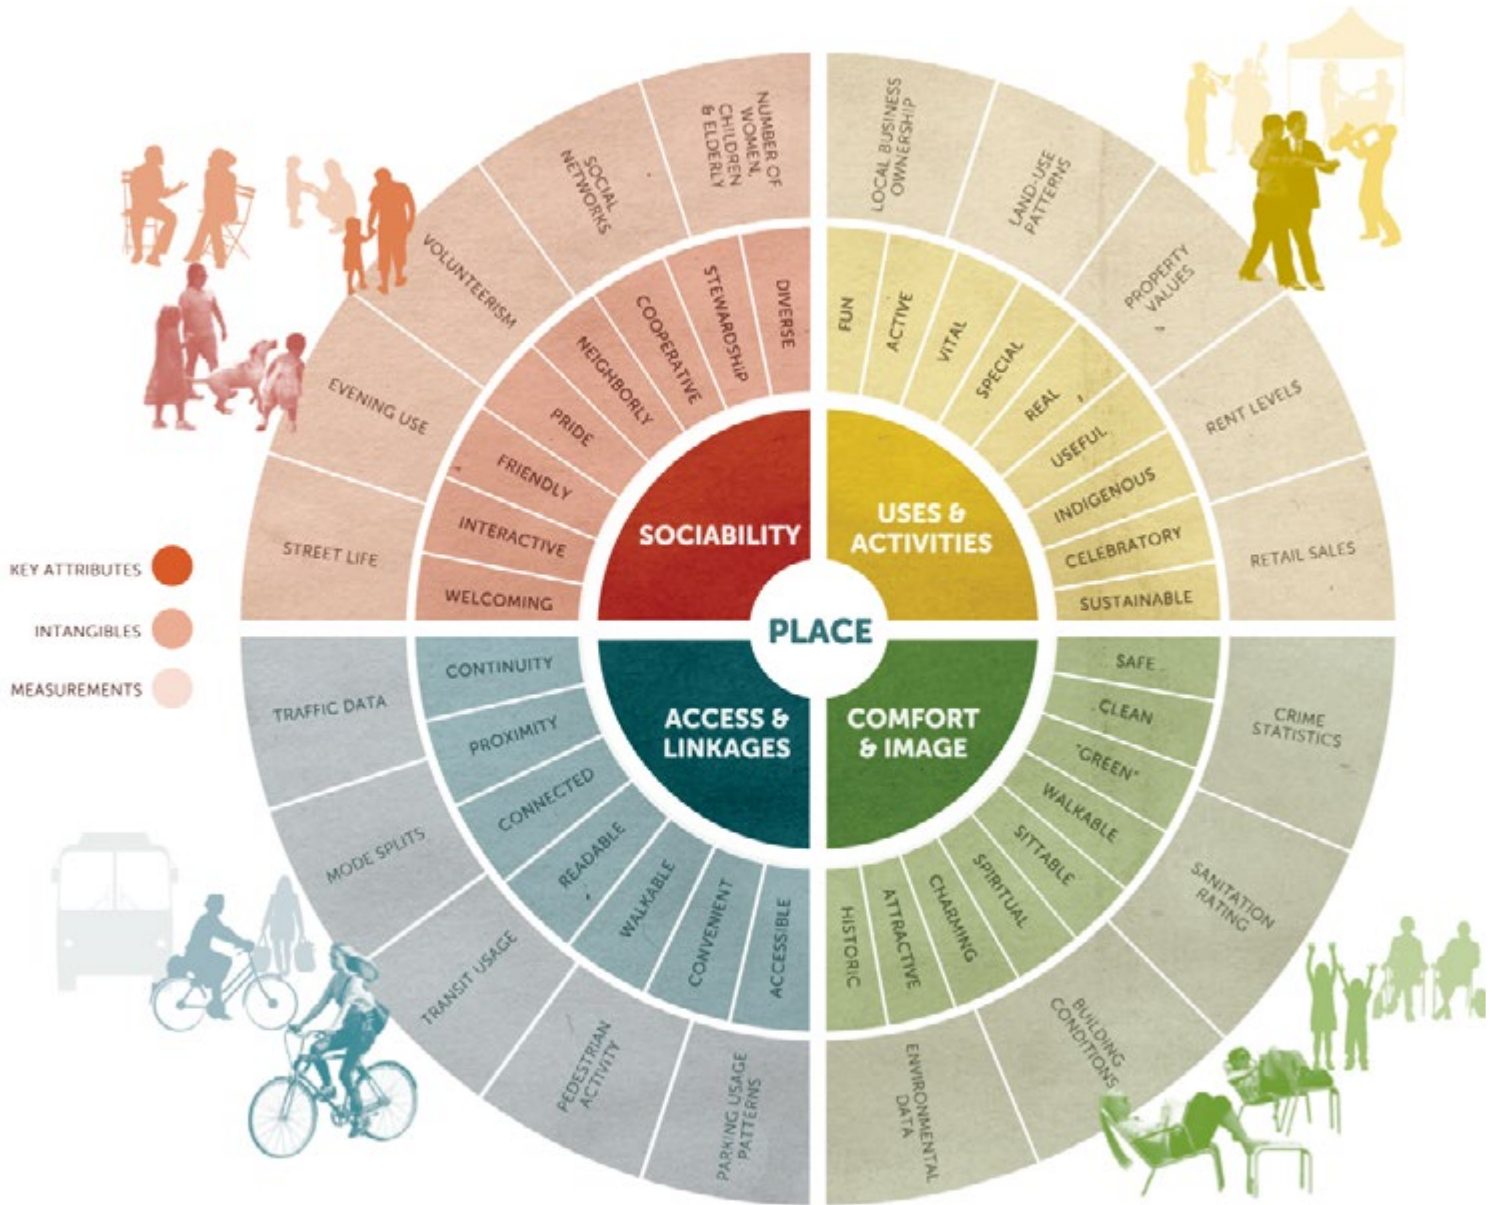 NUMBER OF
WOMEN,
CHILDREN
& ELDERLY
SOCIAL
NETWORKS
VOLUNTEERISM
EVENING USE
STREET LIFE
DIVERSE
STEWARDSHIP
COOPERATIVE
NEIGHBORLY
PRIDE
FRIENDLY
INTERACTIVE
WELCOMING
SOCIABILITY
LOCAL BUSINESS
OWNERSHIP
LAND-USE
PATTERNS
PROPERTY
VALUES
RENT LEVELS
RETAIL SALES
FUN
ACTIVE
VITAL
SPECIAL
REAL
USEFUL
INDIGENOUS
CELEBRATORY
SUSTAINABLE
USES &
ACTIVITIES
PLACE
KEY ATTRIBUTES
INTANGIBLES
MEASUREMENTS
ACCESS &
LINKAGES
CONTINUITY
PROXIMITY
CONNECTED
READABLE
WALKABLE
CONVENIENT
ACCESSIBLE
TRAFFIC DATA
MODE SPLITS
TRANSIT USAGE
PEDESTRIAN
ACTIVITY
PARKING USAGE
PATTERNS
COMFORT
& IMAGE
SAFE
CLEAN
"GREEN"
WALKABLE
SITTABLE
SPIRITUAL
CHARMING
ATTRACTIVE
HISTORIC
CRIME
STATISTICS
SANITATION
RATING
BUILDING
CONDITIONS
ENVIRONMENTAL
DATA